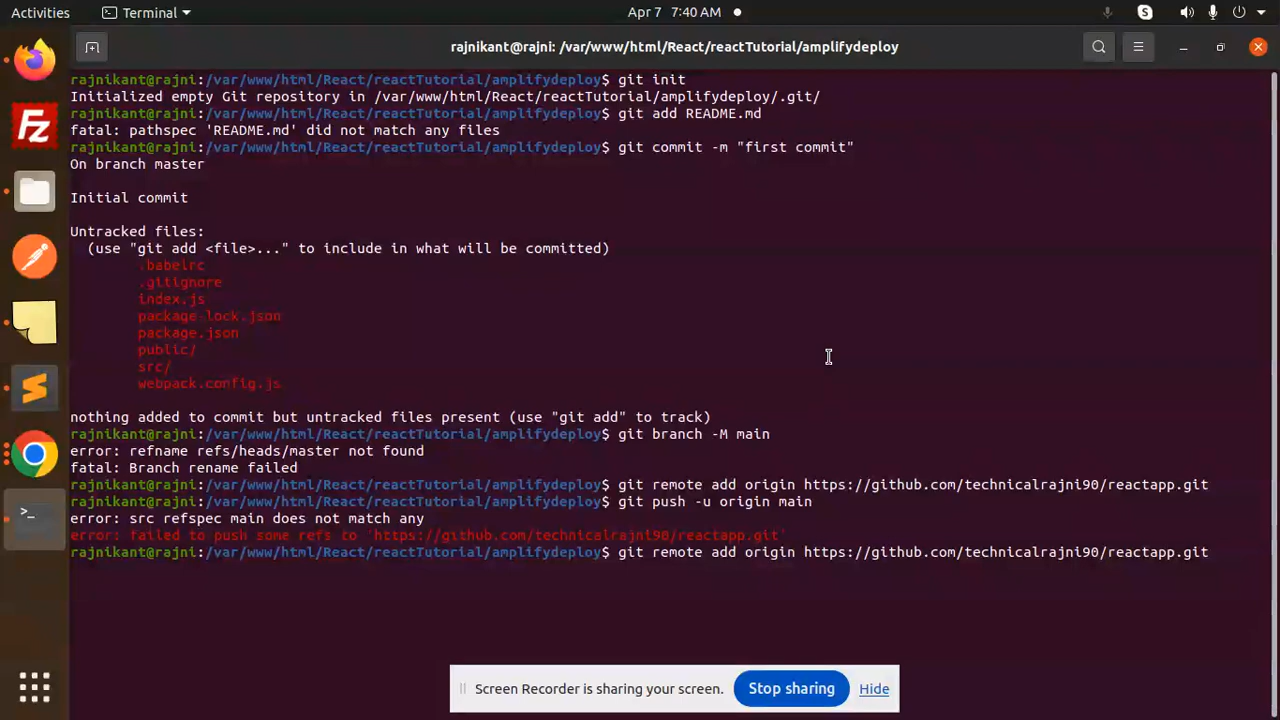 Activities Terminal Apr 7 7:40 AM
rajnikant@rajni: /var/www/html/React/reactTutorial/amplifydeploy
rajnikant@rajni:/var/www/html/React/reactTutorial/amplifydeploy$ git init
Initialized empty Git repository in /var/www/html/React/reactTutorial/amplifydeploy/.git/
rajnikant@rajni:/var/www/html/React/reactTutorial/amplifydeploy$ git add README.md
fatal: pathspec 'README.md' did not match any files
rajnikant@rajni:/var/www/html/React/reactTutorial/amplifydeploy$ git commit -m "first commit"
On branch master
Initial commit
Untracked files:
(use "git add <file>..." to include in what will be committed)
.babelrc
.gitignore
index.js
package-lock.json
package.json
public/
src/
webpack.config.js
nothing added to commit but untracked files present (use "git add" to track)
rajnikant@rajni:/var/www/html/React/reactTutorial/amplifydeploy$ git branch -M main
error: refname refs/heads/master not found
fatal: Branch rename failed
rajnikant@rajni:/var/www/html/React/reactTutorial/amplifydeploy$ git remote add origin https://github.com/technicalrajni90/reactapp.git
rajnikant@rajni:/var/www/html/React/reactTutorial/amplifydeploy$ git push -u origin main
error: src refspec main does not match any
error: failed to push some refs to 'https://github.com/technicalrajni90/reactapp.git'
rajnikant@rajni:/var/www/html/React/reactTutorial/amplifydeploy$ git remote add origin https://github.com/technicalrajni90/reactapp.git
Screen Recorder is sharing your screen. Stop sharing Hide